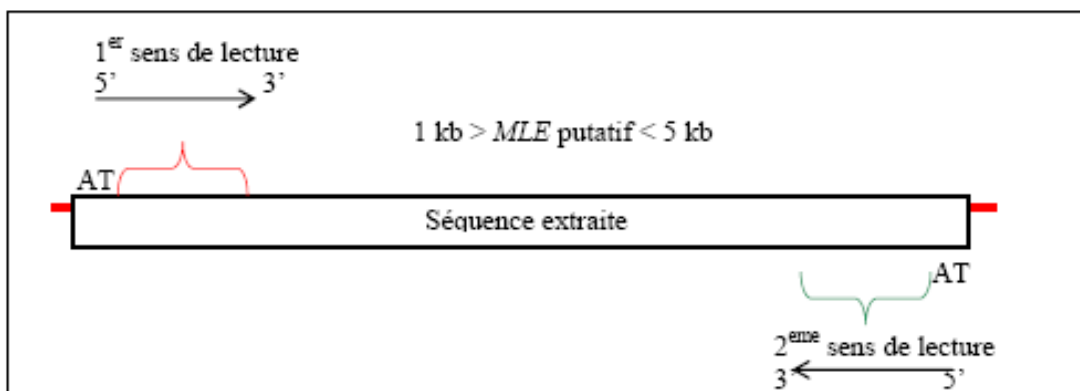 1er sens de lecture
5’ 3’
1 kb > MLE putatif < 5 kb
AT
Séquence extraite
AT
2eme sens de lecture
3’ 5’